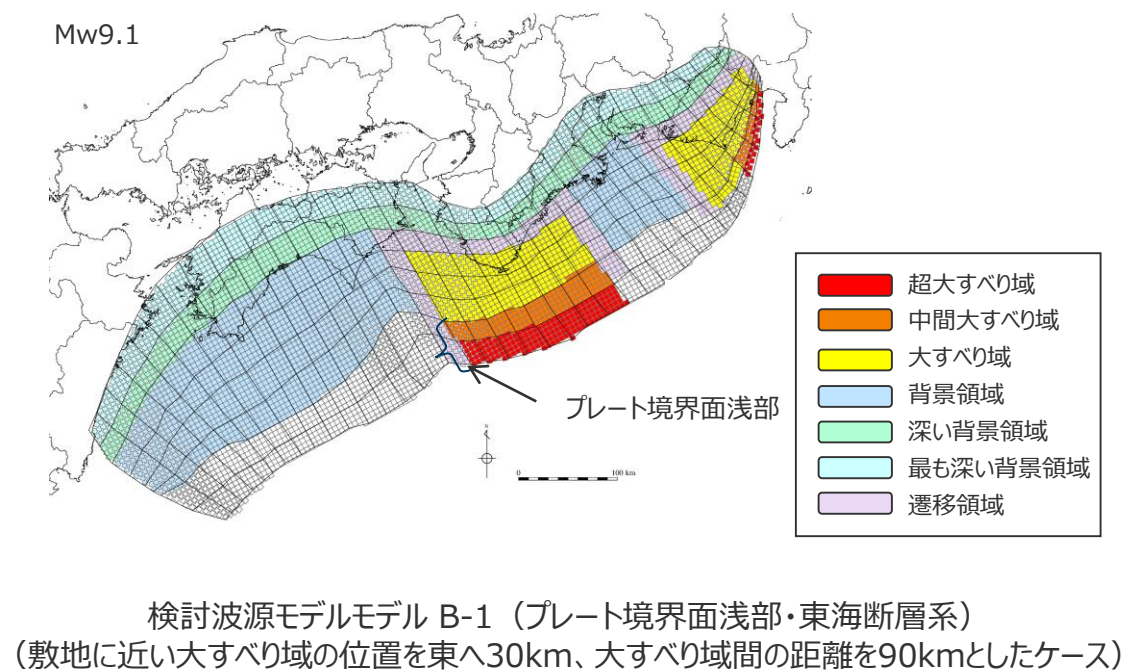 Mw9.1
超大すべり域
中間大すべり域
大すべり域
背景領域
深い背景領域
最も深い背景領域
遷移領域
プレート境界面浅部
N
0 100 km
検討波源モデルモデル B-1（プレート境界面浅部・東海断層系）
（敷地に近い大すべり域の位置を東へ30km、大すべり域間の距離を90kmとしたケース）